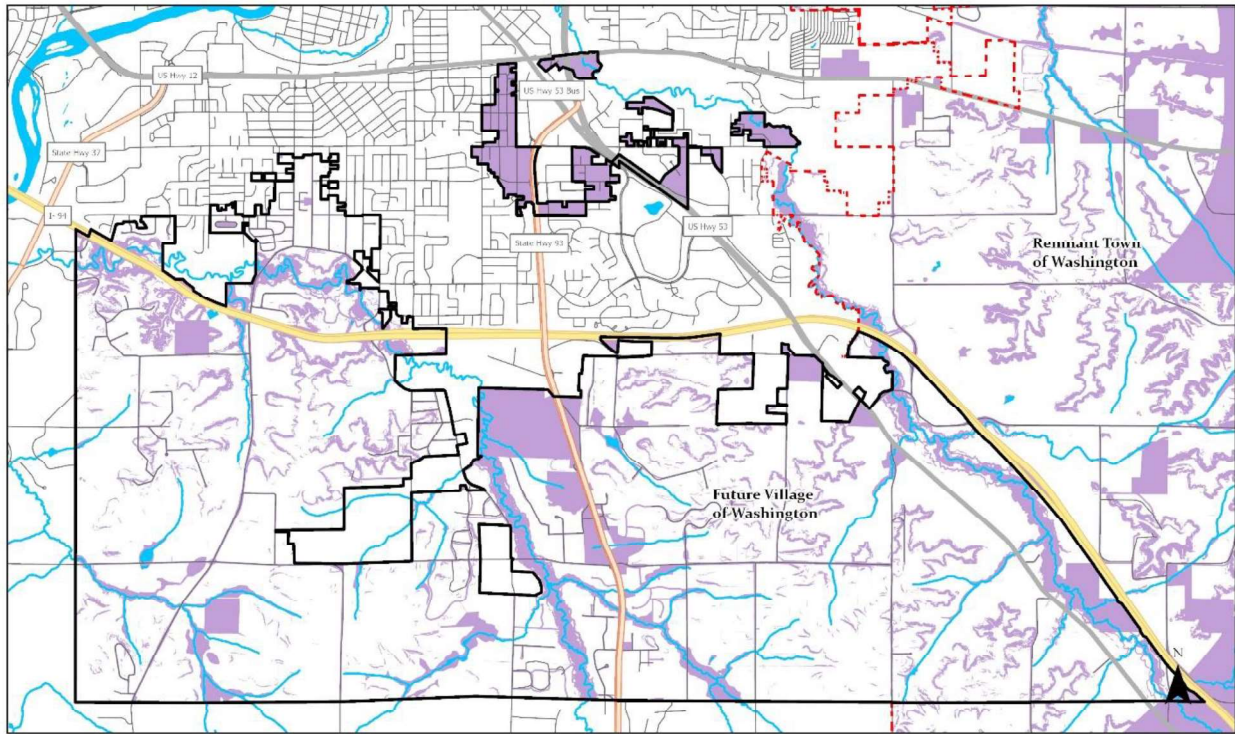 US Hwy 12
US Hwy 53 Bus
State Hwy 37
I- 94
US Hwy 53
State Hwy 93
Remnant Town
of Washington
Future Village
of Washington
N